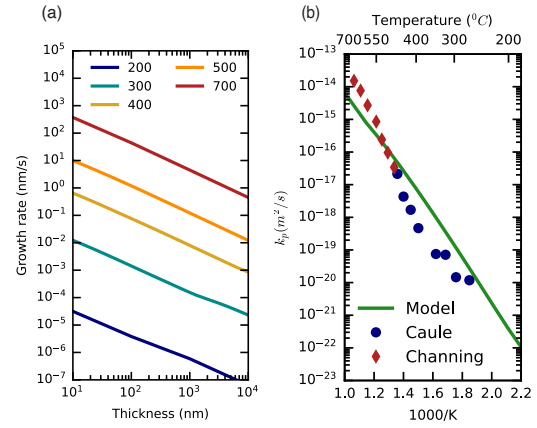 (a)
10^5
10^4
10^3
10^2
10^1
10^0
10^-1
10^-2
10^-3
10^-4
10^-5
10^-6
10^-7
Growth rate (nm/s)
200 500
300 700
400
10^1 10^2 10^3 10^4
Thickness (nm)
(b)
Temperature (^0C)
700 550 400 300 200
10^-13
10^-14
10^-15
10^-16
10^-17
10^-18
10^-19
10^-20
10^-21
10^-22
10^-23
k_p(m^2/s)
Model
Caule
Channing
1.0 1.2 1.4 1.6 1.8 2.0 2.2
1000/K